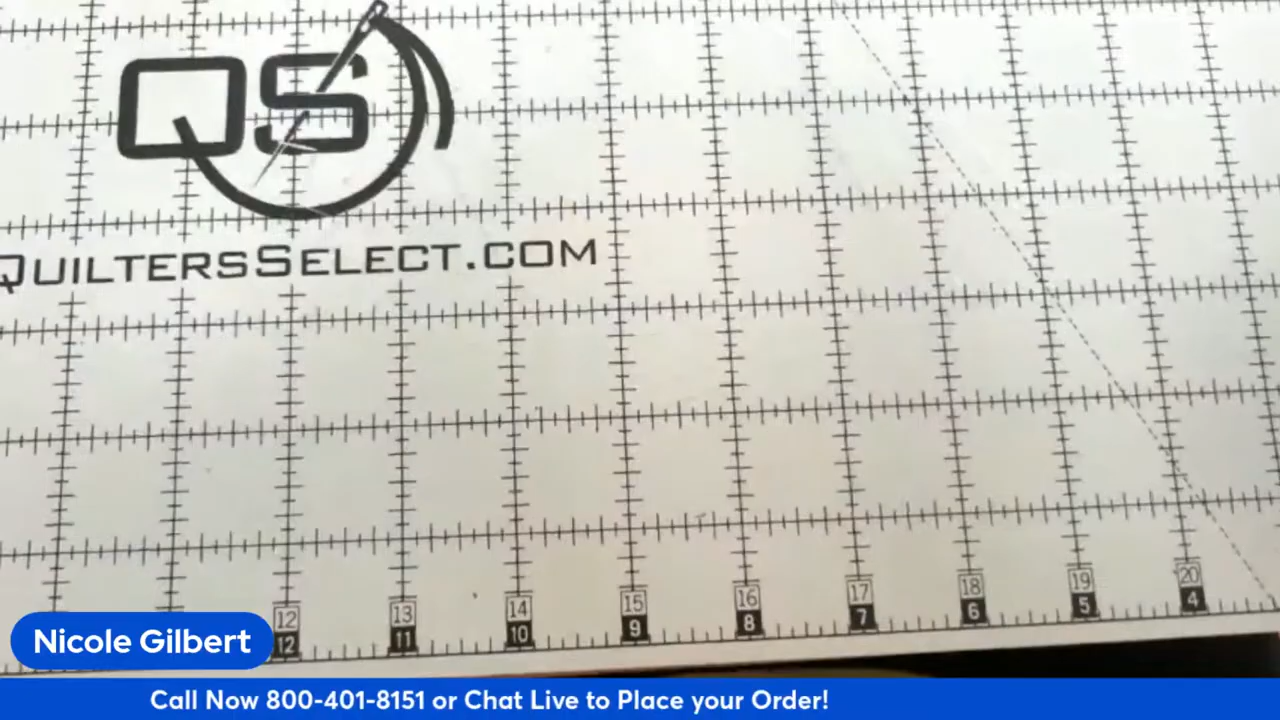 QS
QUILTERSSELECT.COM
12 13 14 15 16 17 18 19 20
12 11 10 9 8 7 6 5 4
Nicole Gilbert
Call Now 800-401-8151 or Chat Live to Place your Order!